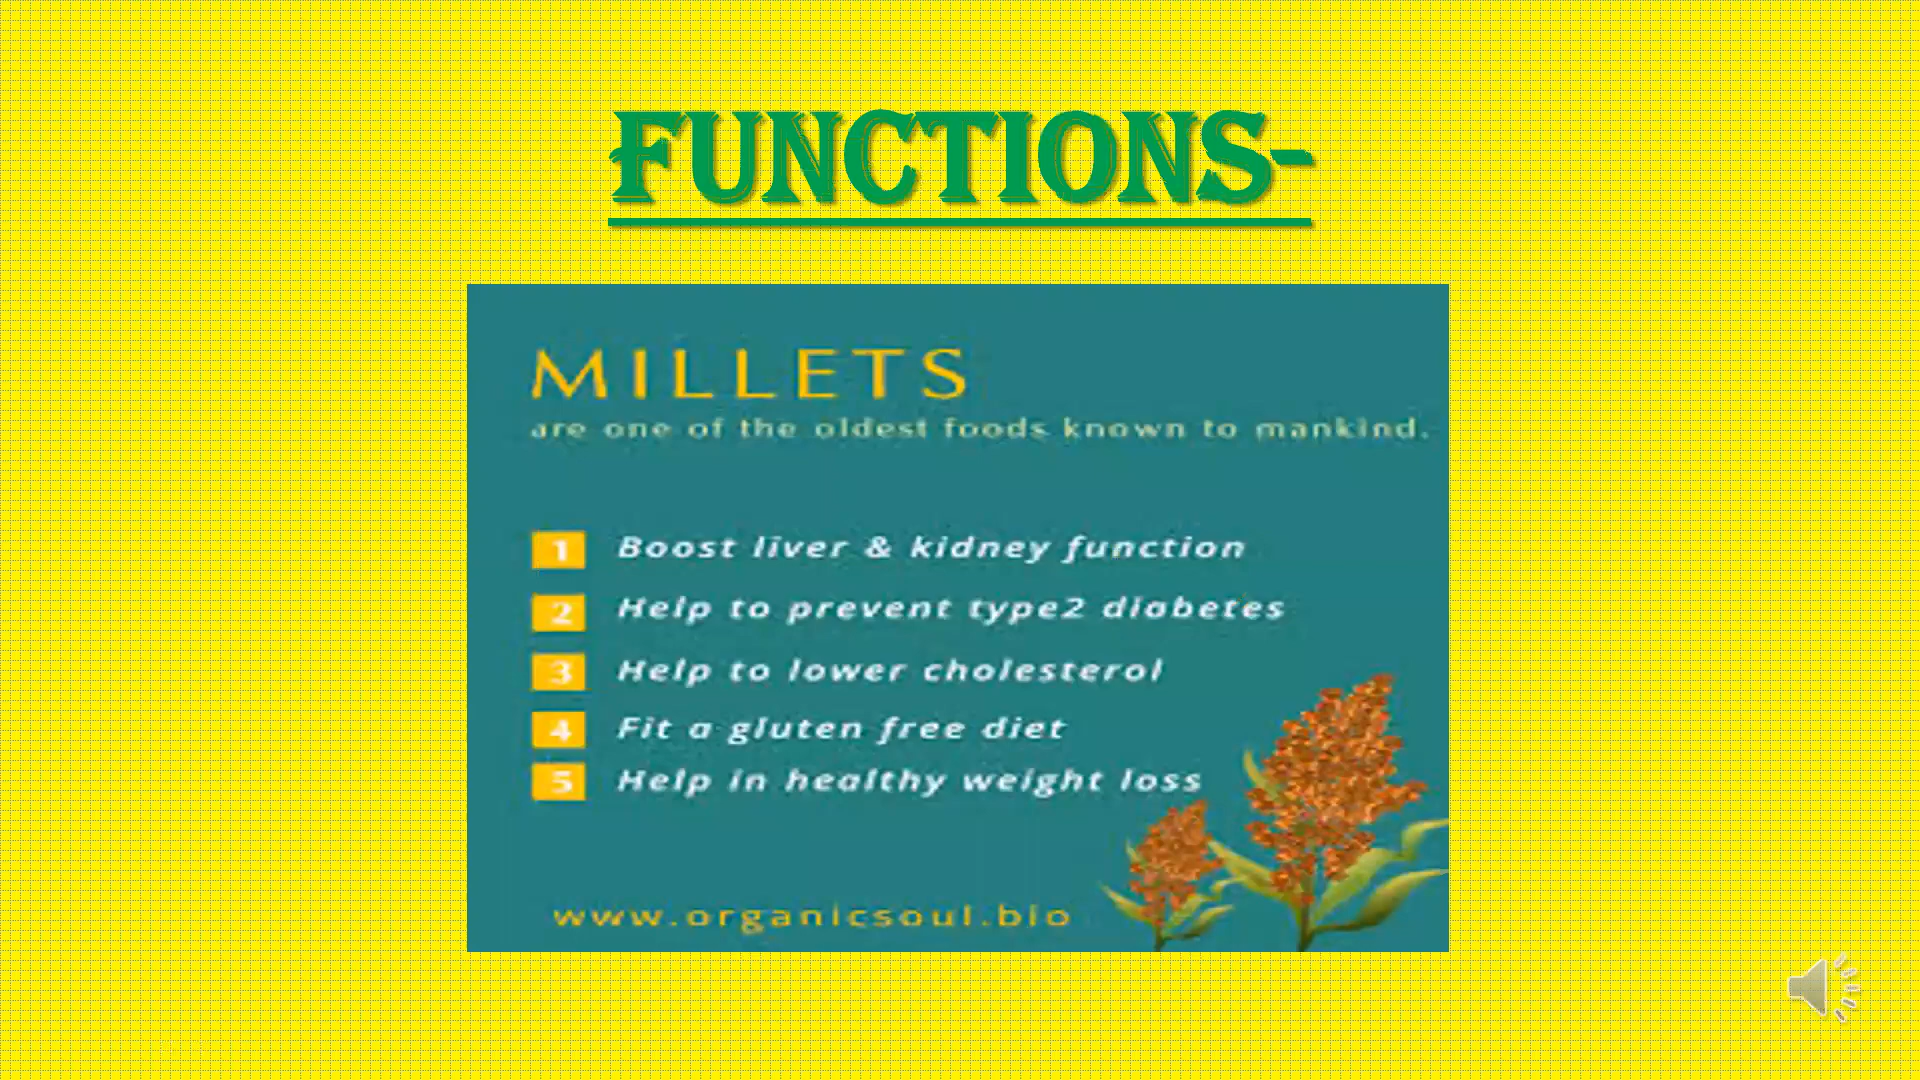 FUNCTIONS-
MILLETS
are one of the oldest foods known to mankind.
1 Boost liver & kidney function
2 Help to prevent type2 diabetes
3 Help to lower cholesterol
4 Fit a gluten free diet
5 Help in healthy weight loss
www.organicsoul.bio